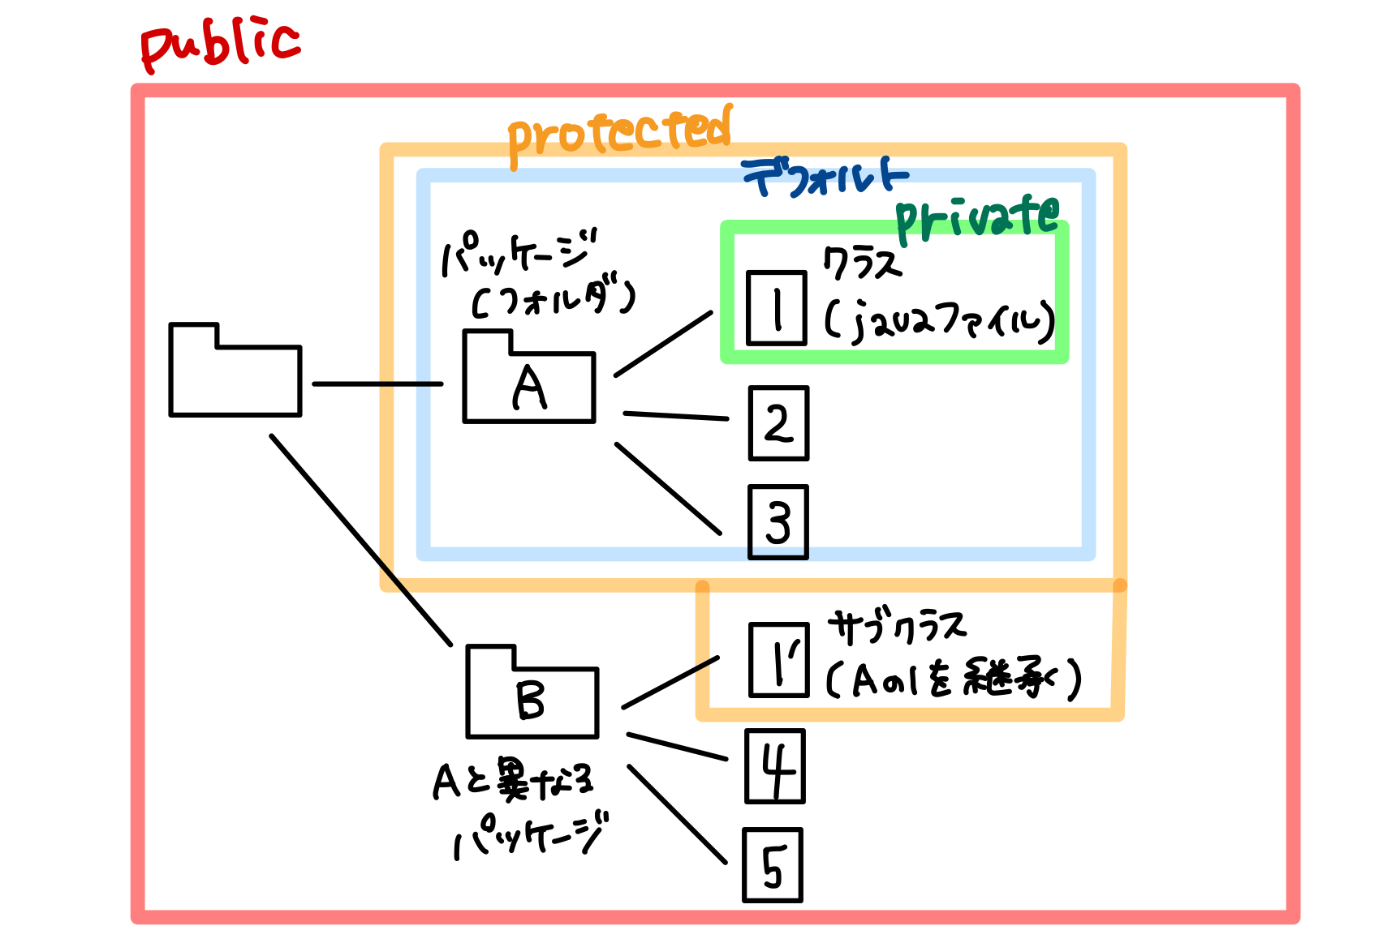 public
protected
デフォルト
private
パッケージ
(フォルダ)
クラス
(javaファイル)
1
A
2
3
サブクラス
(Aの1を継承)
1'
B
Aと異なる
パッケージ
4
5